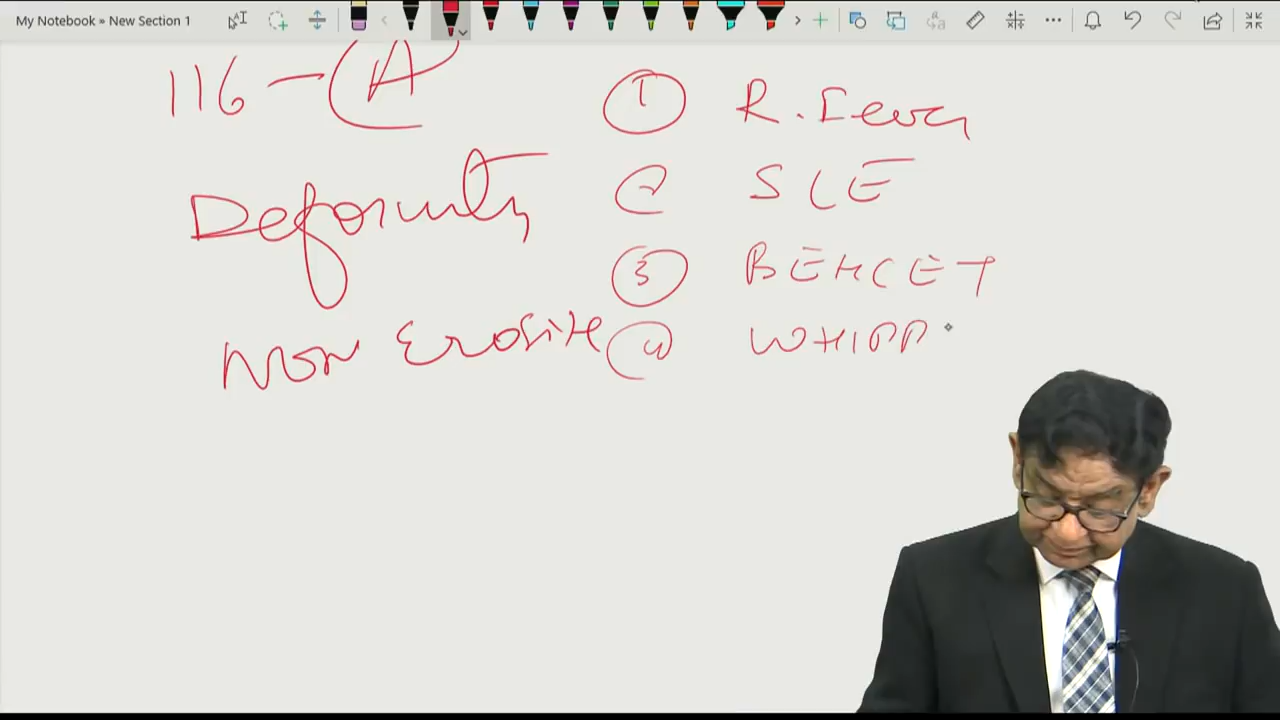 My Notebook » New Section 1
116 - A
Deformity
Non Erosive
1 R. Fever
2 SLE
3 BEHCET
4 WHIPP